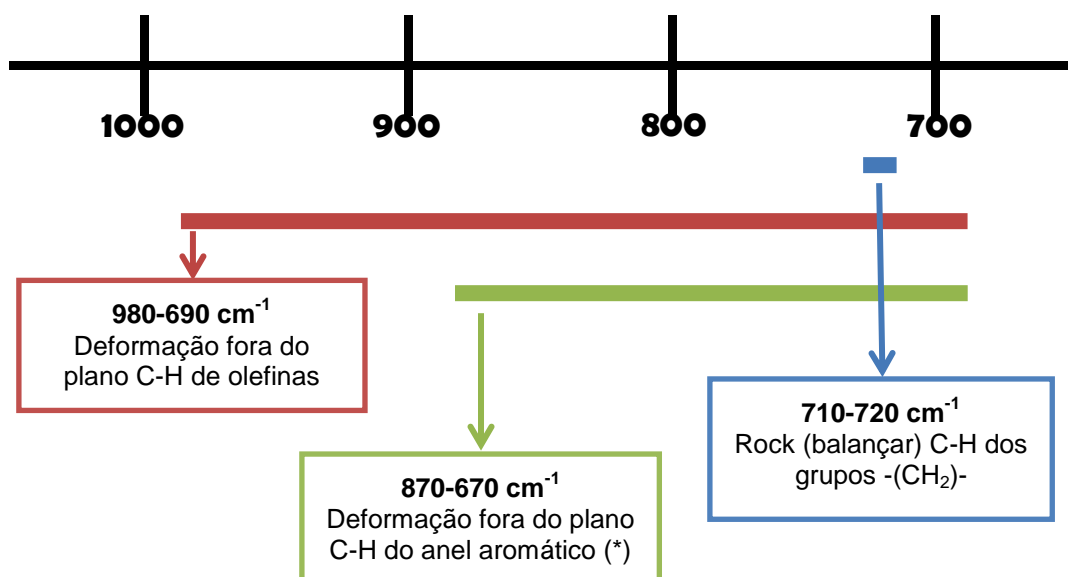 1000 900 800 700
980-690 cm⁻¹
Deformação fora do
plano C-H de olefinas
870-670 cm⁻¹
Deformação fora do plano
C-H do anel aromático (*)
710-720 cm⁻¹
Rock (balançar) C-H dos
grupos -(CH₂)-